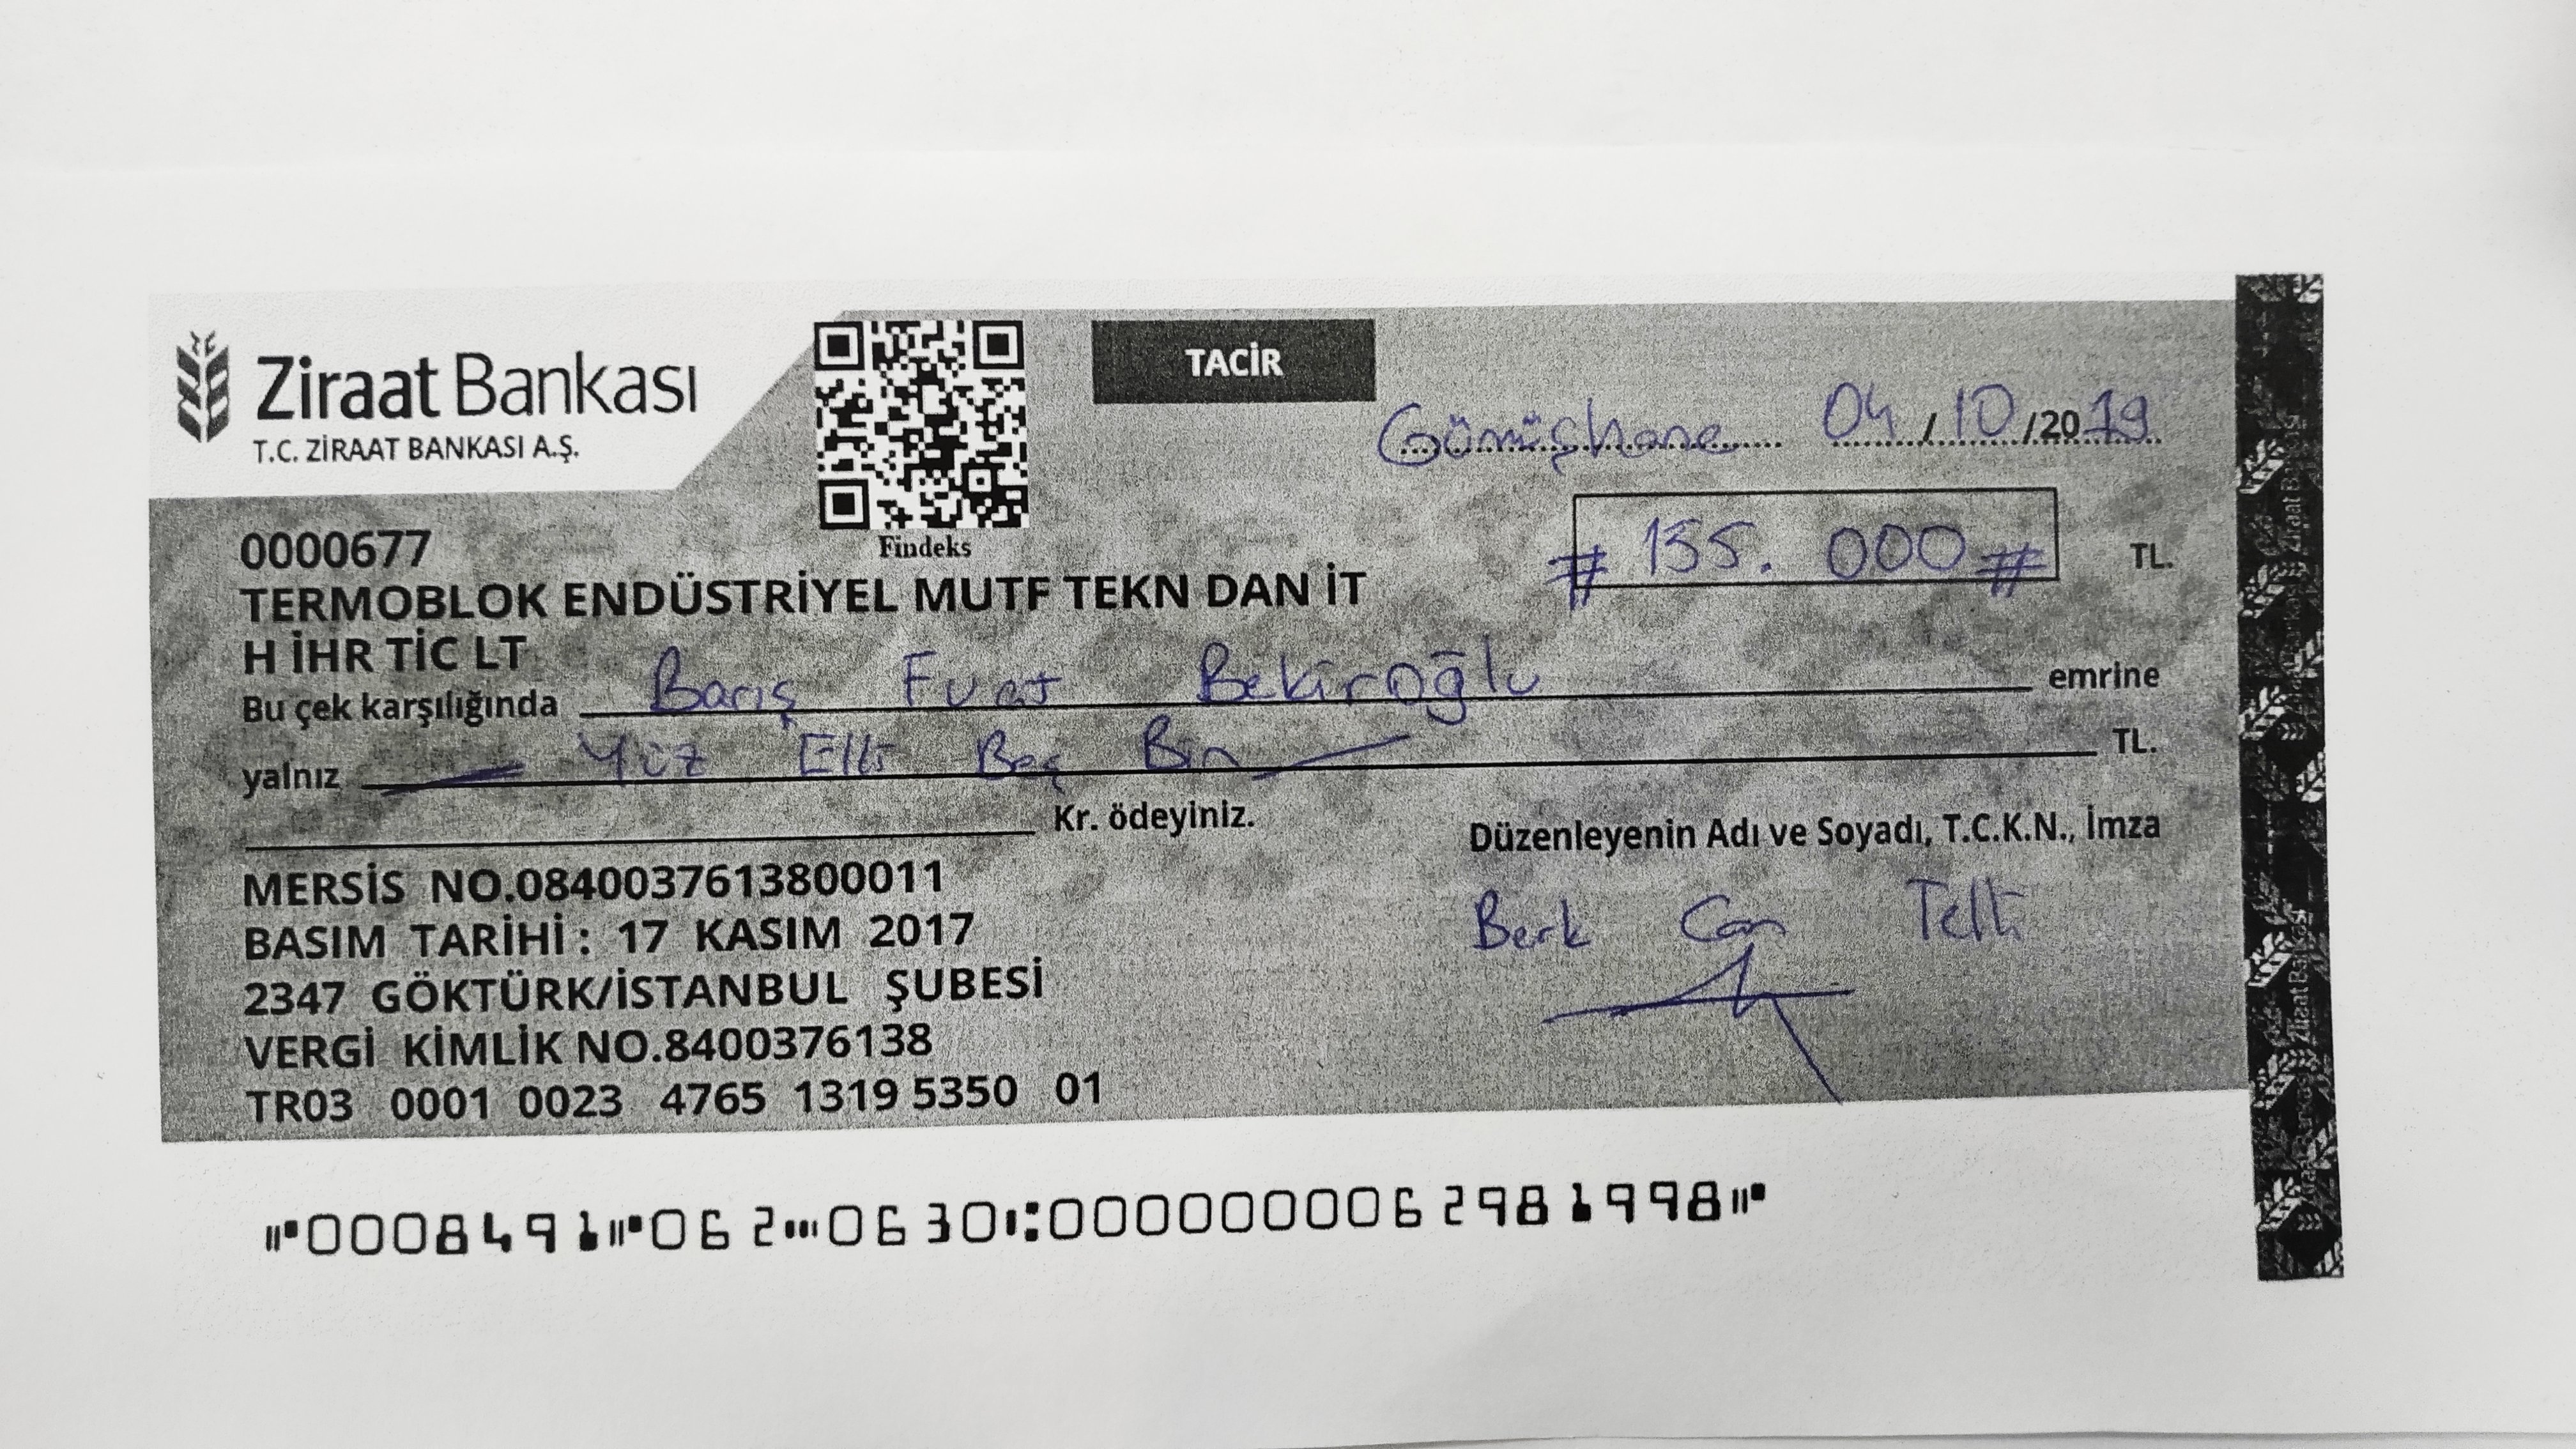 Ziraat Bankası
T.C. ZİRAAT BANKASI A.Ş.
Findeks
TACİR
Gümüşhane 04/10/2019
# 155.000 # TL.
0000677
TERMOBLOK ENDÜSTRİYEL MUTF TEKN DAN İT
H İHR TİC LT
Bu çek karşılığında Barış Fuat Bekiroğlu emrine
yalnız Yüz Elli Beş Bin TL.
Kr. ödeyiniz.
Düzenleyenin Adı ve Soyadı, T.C.K.N., İmza
Berk Can Telli
MERSİS NO.0840037613800011
BASIM TARİHİ : 17 KASIM 2017
2347 GÖKTÜRK/İSTANBUL ŞUBESİ
VERGİ KİMLİK NO.8400376138
TR03 0001 0023 4765 1319 5350 01
⑈0008491⑈062⑉0630⑆0000000062981998⑈
Ziraat Bankası